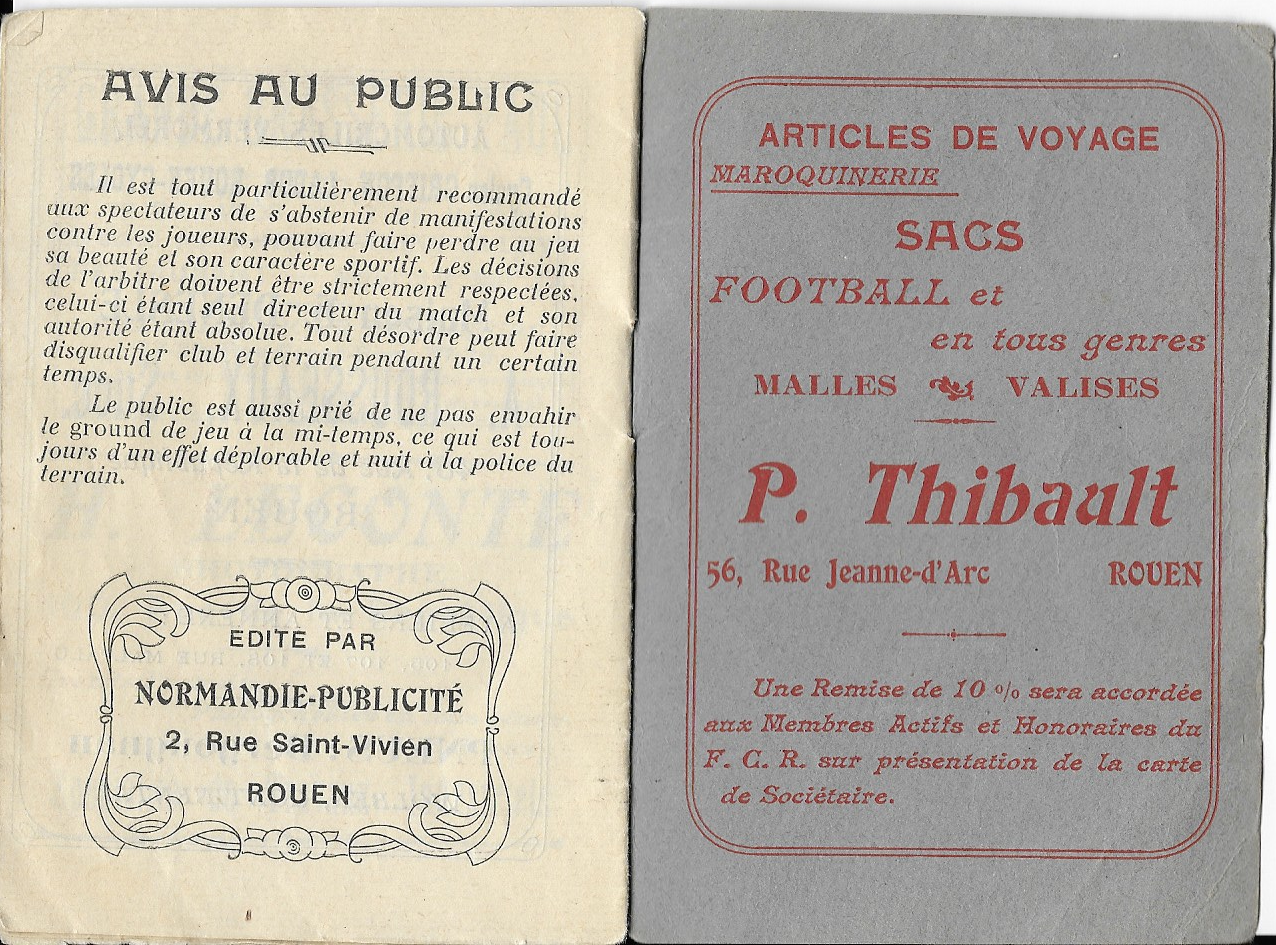 AVIS AU PUBLIC
Il est tout particulièrement recommandé
aux spectateurs de s'abstenir de manifestations
contre les joueurs, pouvant faire perdre au jeu
sa beauté et son caractère sportif. Les décisions
de l'arbitre doivent être strictement respectées,
celui-ci étant seul directeur du match et son
autorité étant absolue. Tout désordre peut faire
disqualifier club et terrain pendant un certain
temps.
Le public est aussi prié de ne pas envahir
le ground de jeu à la mi-temps, ce qui est tou-
jours d'un effet déplorable et nuit à la police du
terrain.
EDITÉ PAR
NORMANDIE-PUBLICITÉ
2, Rue Saint-Vivien
ROUEN
ARTICLES DE VOYAGE
MAROQUINERIE
SACS
FOOTBALL et
en tous genres
MALLES VALISES
P. Thibault
56, Rue Jeanne-d'Arc ROUEN
Une Remise de 10 % sera accordée
aux Membres Actifs et Honoraires du
F. C. R. sur présentation de la carte
de Sociétaire.